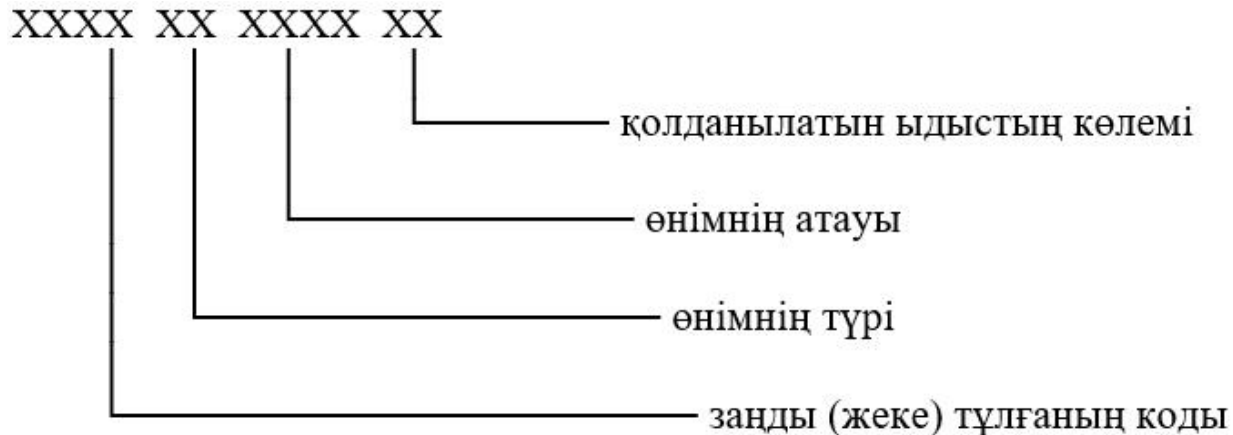 XXXX XX XXXX XX
қолданылатын ыдыстың көлемі
өнімнің атауы
өнімнің түрі
заңды (жеке) тұлғаның коды